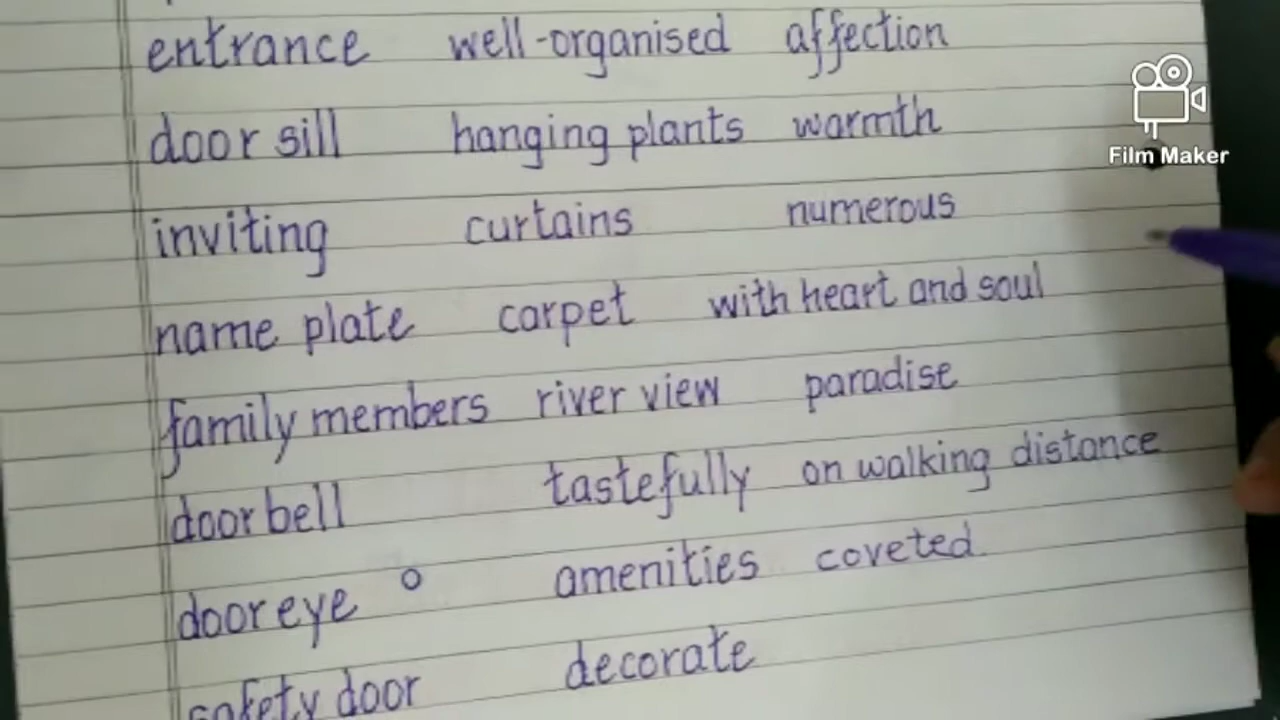 entrance well-organised affection
door sill hanging plants warmth
inviting curtains numerous
name plate carpet with heart and soul
family members river view paradise
door bell tastefully on walking distance
door eye amenities coveted
safety door decorate
Film Maker